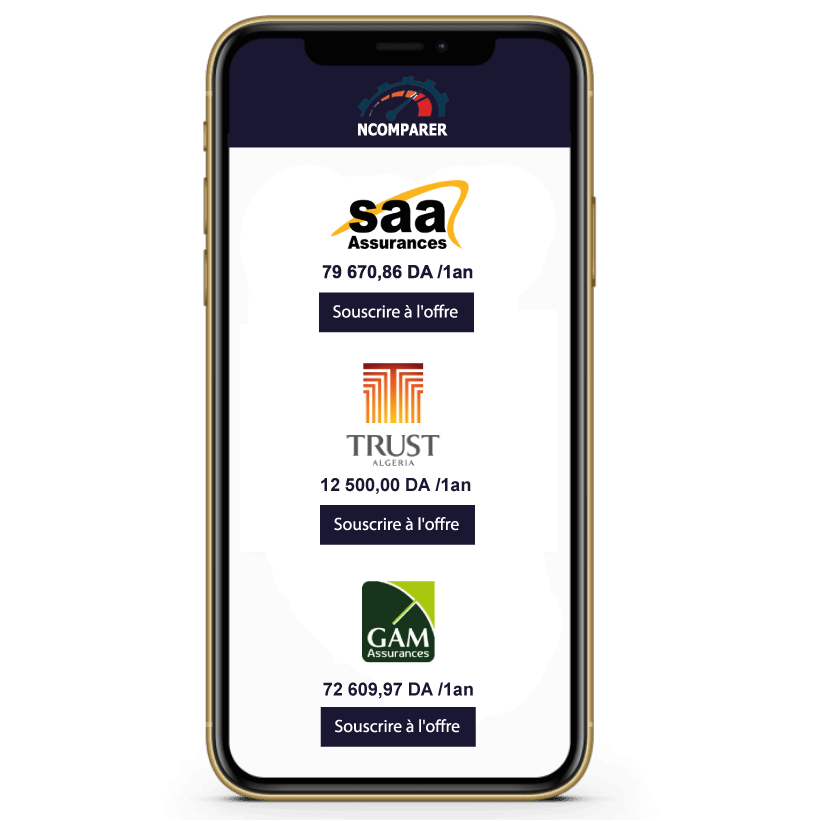 NCOMPARER
saa
Assurances
79 670,86 DA /1an
Souscrire à l'offre
TRUST
ALGERIA
12 500,00 DA /1an
Souscrire à l'offre
GAM
Assurances
72 609,97 DA /1an
Souscrire à l'offre